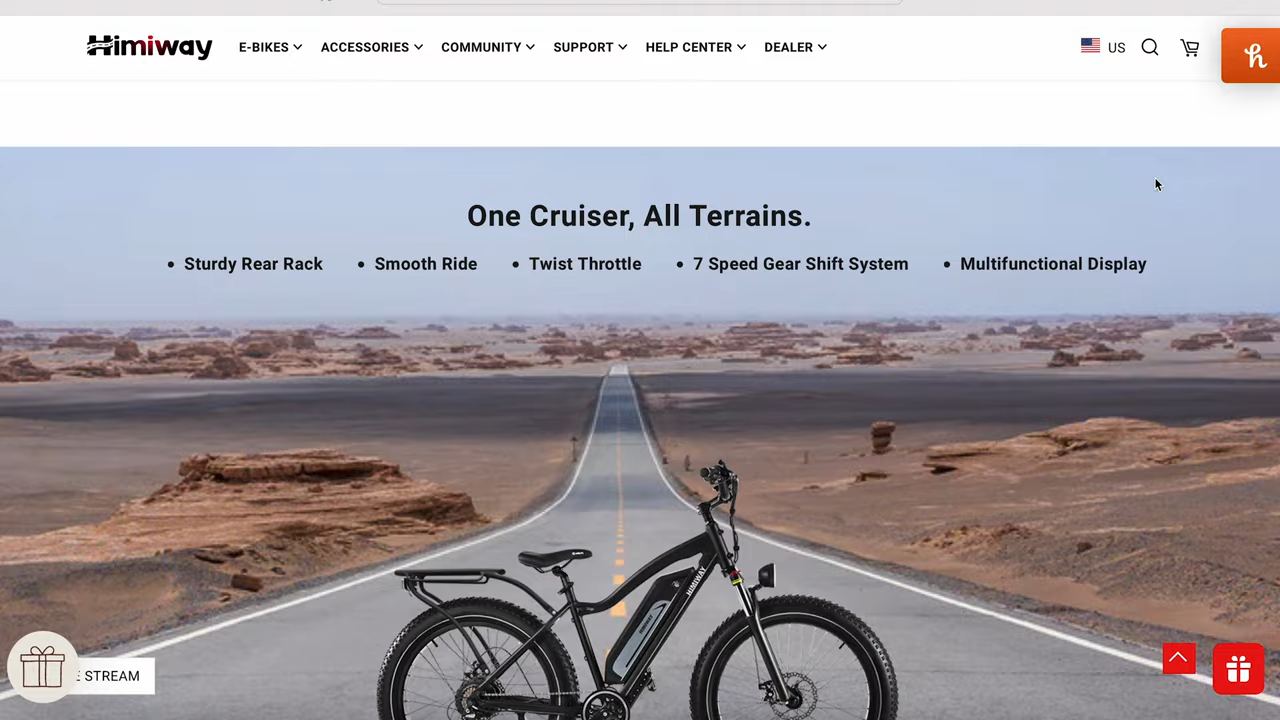 Himiway E-BIKES ACCESSORIES COMMUNITY SUPPORT HELP CENTER DEALER US
One Cruiser, All Terrains.
• Sturdy Rear Rack • Smooth Ride • Twist Throttle • 7 Speed Gear Shift System • Multifunctional Display
HIMIWAY
E STREAM